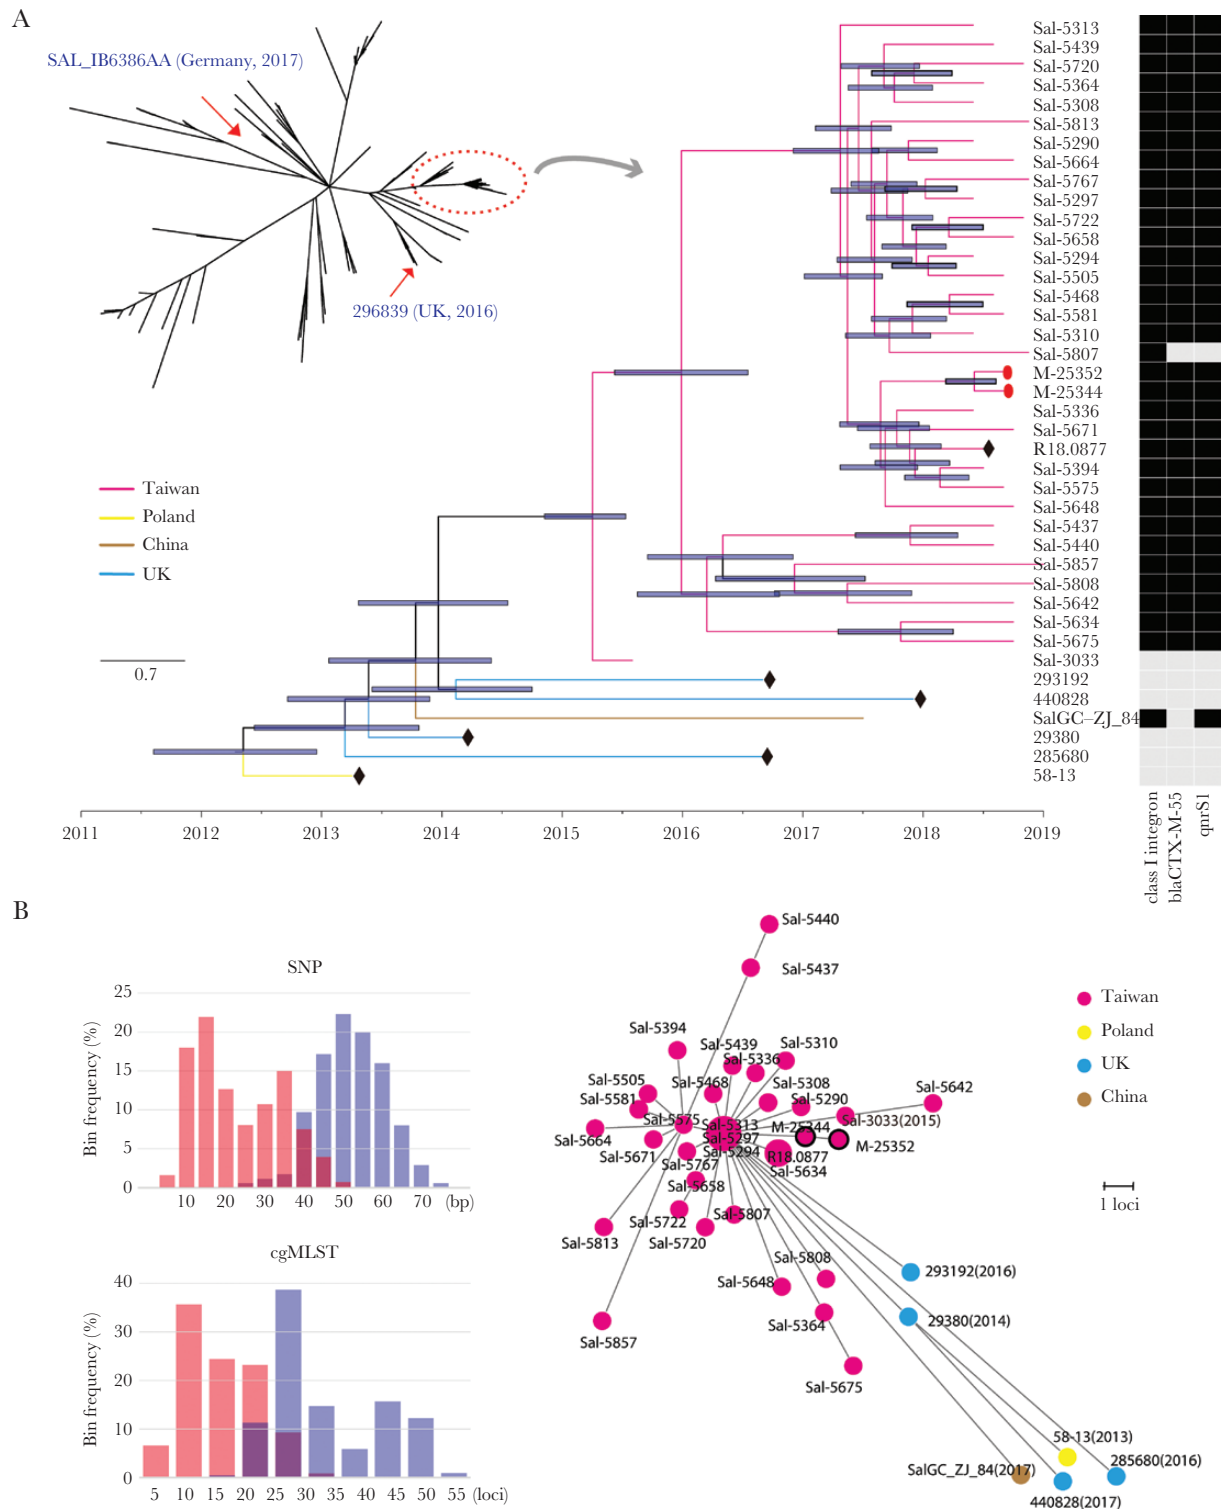 A
SAL_IB6386AA (Germany, 2017)
296839 (UK, 2016)
Taiwan
Poland
China
UK
0.7
Sal-5313
Sal-5439
Sal-5720
Sal-5364
Sal-5308
Sal-5813
Sal-5290
Sal-5664
Sal-5767
Sal-5297
Sal-5722
Sal-5658
Sal-5294
Sal-5505
Sal-5468
Sal-5581
Sal-5310
Sal-5807
M-25352
M-25344
Sal-5336
Sal-5671
R18.0877
Sal-5394
Sal-5575
Sal-5648
Sal-5437
Sal-5440
Sal-5857
Sal-5808
Sal-5642
Sal-5634
Sal-5675
Sal-3033
293192
440828
SalGC–ZJ_84
29380
285680
58-13
2011 2012 2013 2014 2015 2016 2017 2018 2019
class I integron
blaCTX-M-55
qnrS1
B
SNP
Bin frequency (%)
25
20
15
10
5
0
10 20 30 40 50 60 70 (bp)
cgMLST
Bin frequency (%)
40
30
20
10
0
5 10 15 20 25 30 35 40 45 50 55 (loci)
Sal-5440
Sal-5437
Sal-5394
Sal-5439
Sal-5310
Sal-5336
Sal-5505
Sal-5468
Sal-5308
Sal-5581
Sal-5290
Sal-5642
Sal-5575
Sal-5313
M-25344
Sal-3033(2015)
Sal-5664
Sal-5297
M-25352
Sal-5671
Sal-5294
R18.0877
Sal-5767
Sal-5634
Sal-5658
Sal-5722
Sal-5807
Sal-5813
Sal-5720
Sal-5808
Sal-5648
Sal-5364
Sal-5857
Sal-5675
293192(2016)
29380(2014)
58-13(2013)
285680(2016)
SalGC_ZJ_84(2017)
440828(2017)
Taiwan
Poland
UK
China
1 loci